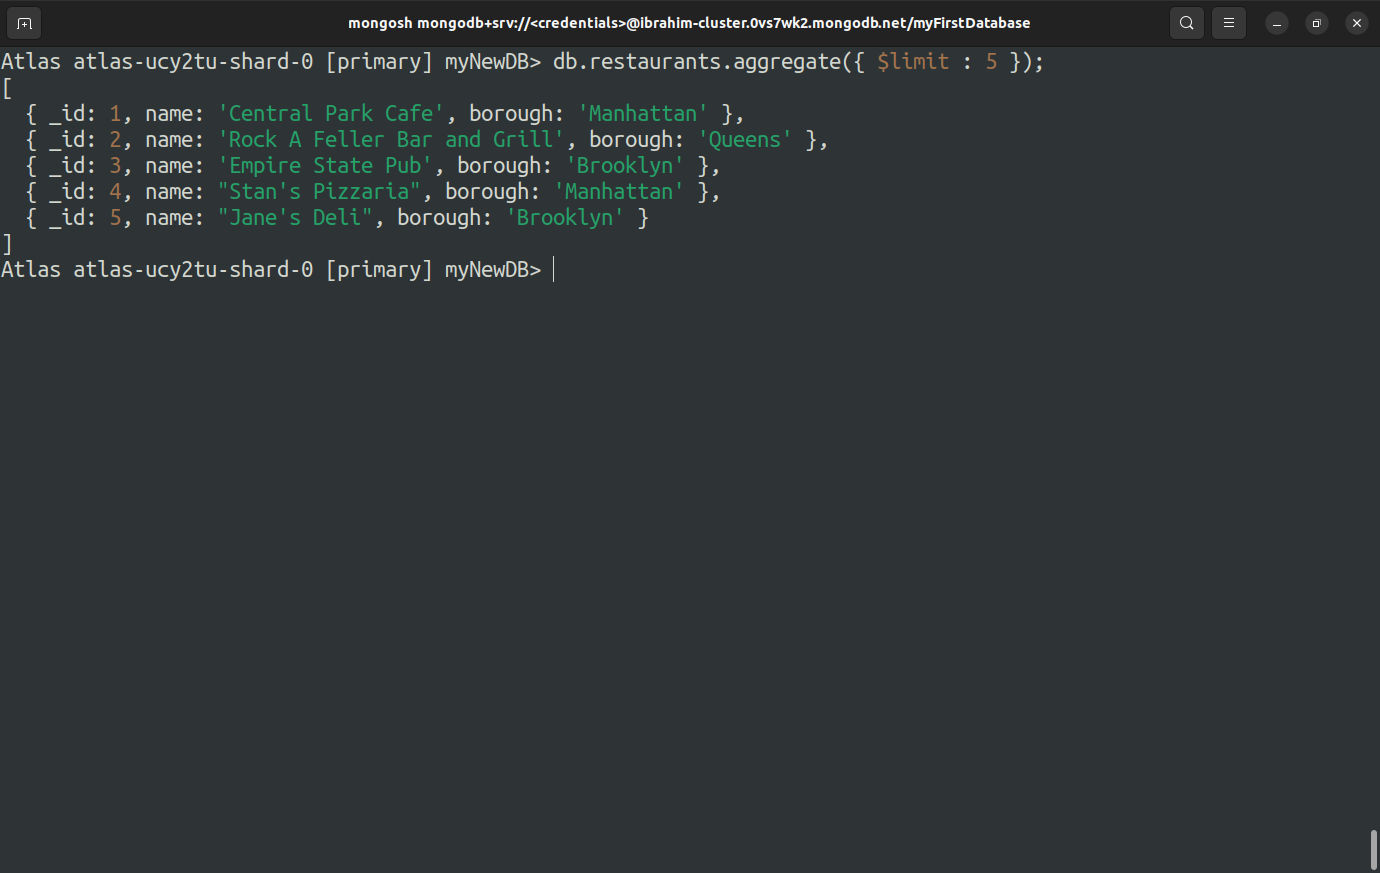 mongosh mongodb+srv://<credentials>@ibrahim-cluster.0vs7wk2.mongodb.net/myFirstDatabase
Atlas atlas-ucy2tu-shard-0 [primary] myNewDB> db.restaurants.aggregate({ $limit : 5 });
[
  { _id: 1, name: 'Central Park Cafe', borough: 'Manhattan' },
  { _id: 2, name: 'Rock A Feller Bar and Grill', borough: 'Queens' },
  { _id: 3, name: 'Empire State Pub', borough: 'Brooklyn' },
  { _id: 4, name: "Stan's Pizzaria", borough: 'Manhattan' },
  { _id: 5, name: "Jane's Deli", borough: 'Brooklyn' }
]
Atlas atlas-ucy2tu-shard-0 [primary] myNewDB>